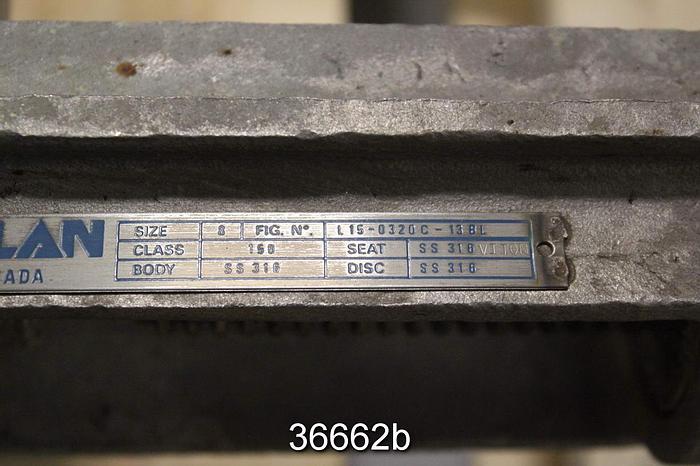 LAN
ADA
SIZE 8 FIG. Nº. L15-0320C-13BL
CLASS 150 SEAT SS 316 VITON
BODY SS 316 DISC SS 316
36662b